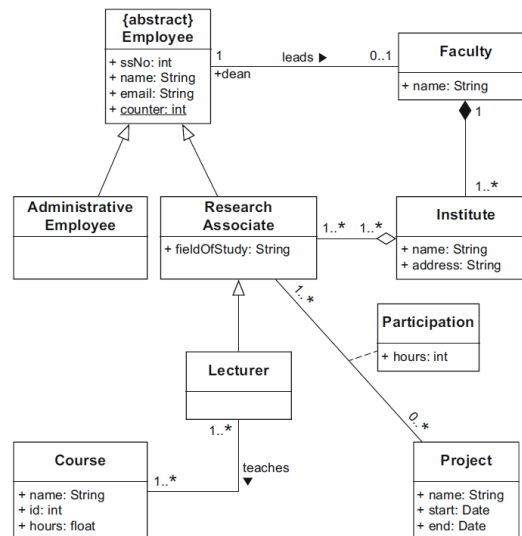 {abstract}
Employee
+ ssNo: int
+ name: String
+ email: String
+ counter: int
1
+dean
leads ►
0..1
Faculty
+ name: String
1
1..*
Administrative
Employee
Research
Associate
+ fieldOfStudy: String
1..*
1..*
Institute
+ name: String
+ address: String
1..*
Participation
+ hours: int
Lecturer
1..*
0..*
Course
+ name: String
+ id: int
+ hours: float
1..*
teaches
▼
Project
+ name: String
+ start: Date
+ end: Date